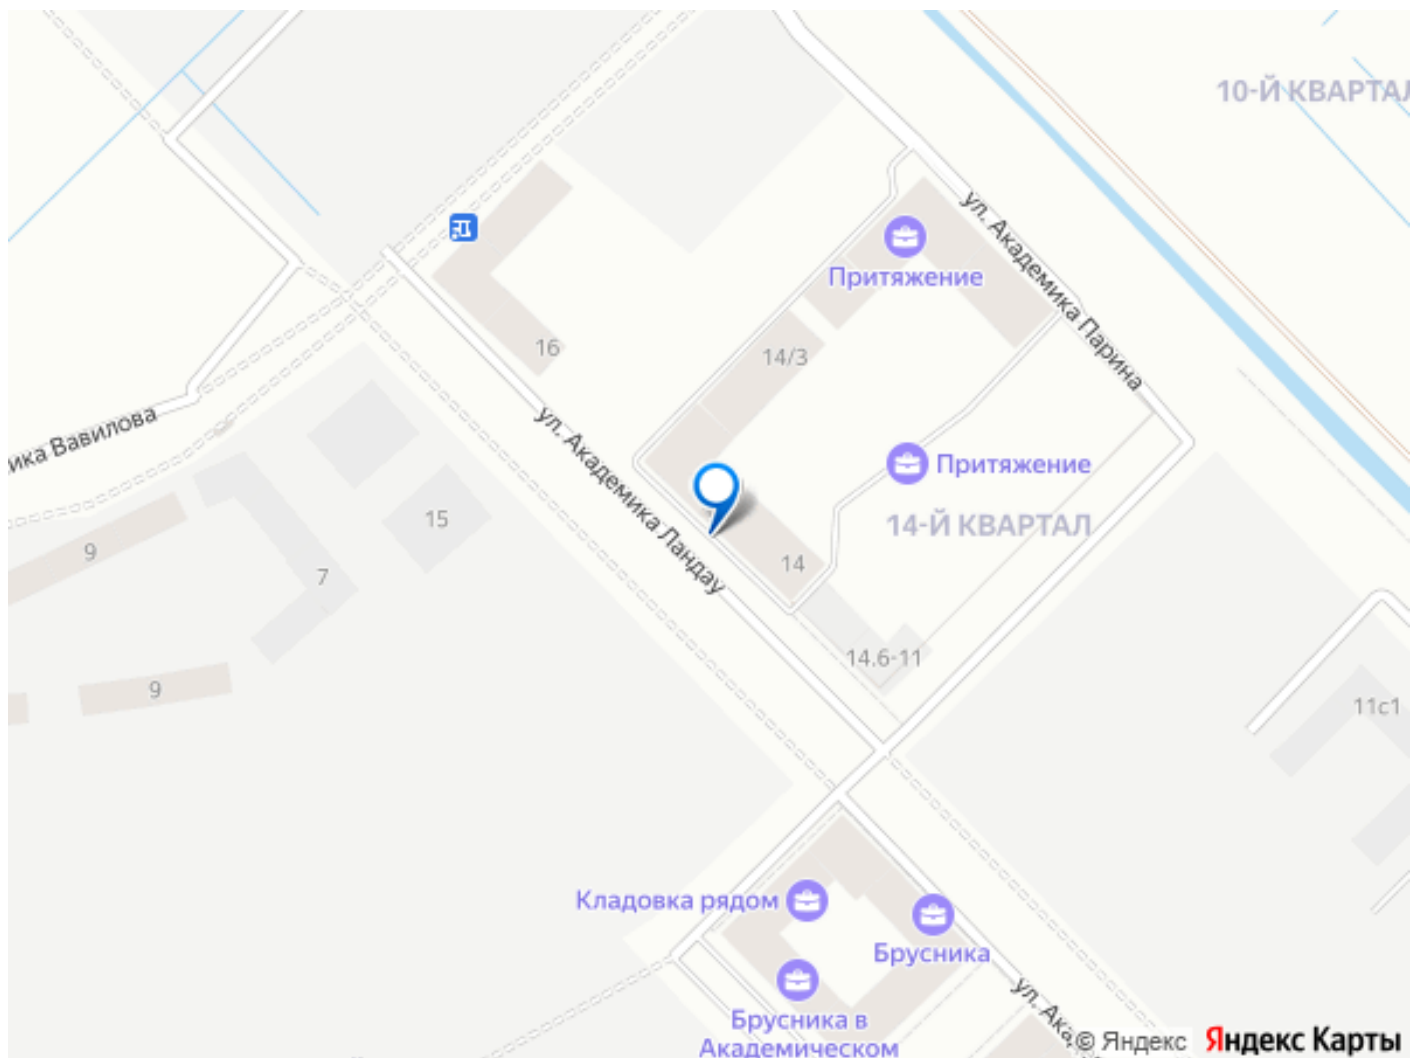 10-Й КВАРТАЛ
ул. Академика Парина
Притяжение
14/3
16
ул. Академика Ландау
ика Вавилова
Притяжение
14-Й КВАРТАЛ
15
9
7
14
14.6-11
9
11с1
Кладовка рядом
Брусника
Брусника в
Академическом
ул. Ака
© Яндекс
Яндекс Карты